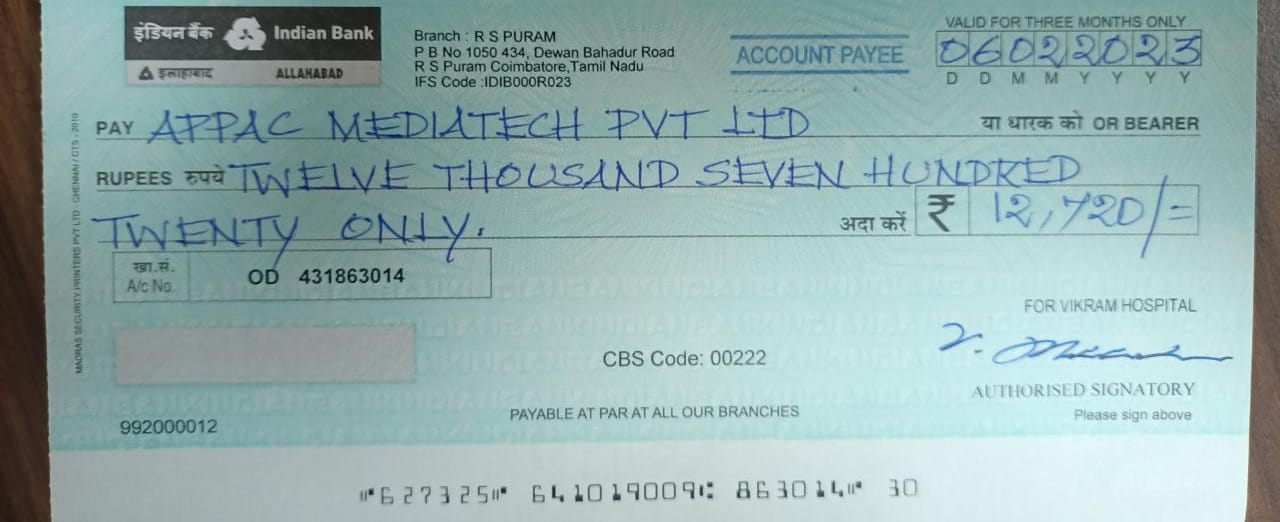 इंडियन बैंक Indian Bank
इलाहाबाद ALLAHABAD
Branch : R S PURAM
P B No 1050 434, Dewan Bahadur Road
R S Puram Coimbatore,Tamil Nadu
IFS Code :IDIB000R023
ACCOUNT PAYEE
VALID FOR THREE MONTHS ONLY
06022023
D D M M Y Y Y Y
PAY APPAC MEDIATECH PVT LTD या धारक को OR BEARER
RUPEES रुपये TWELVE THOUSAND SEVEN HUNDRED
TWENTY ONLY. अदा करें ₹ 12,720/=
खा.सं.
A/c No. OD 431863014
MADRAS SECURITY PRINTERS PVT LTD - CHENNAI / CTS - 2010
FOR VIKRAM HOSPITAL
CBS Code: 00222
AUTHORISED SIGNATORY
PAYABLE AT PAR AT ALL OUR BRANCHES
Please sign above
992000012
⑈627325⑈ 641019009⑆ 863014⑈ 30